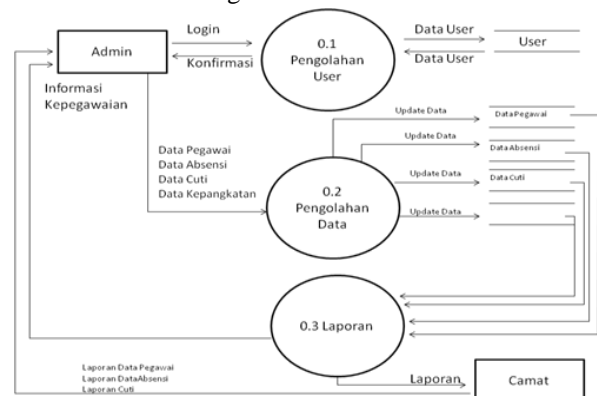 Login
Data User
Admin
0.1
Pengolahan
User
User
Konfirmasi
Data User
Informasi
Kepegawaian
Update Data
Data Pegawai
Data Pegawai
Data Absensi
Data Cuti
Data Kepangkatan
Update Data
Data Absensi
0.2
Pengolahan
Data
Update Data
Data Cuti
Update Data
0.3 Laporan
Laporan Data Pegawai
Laporan DataAbsensi
Laporan Cuti
Laporan
Camat